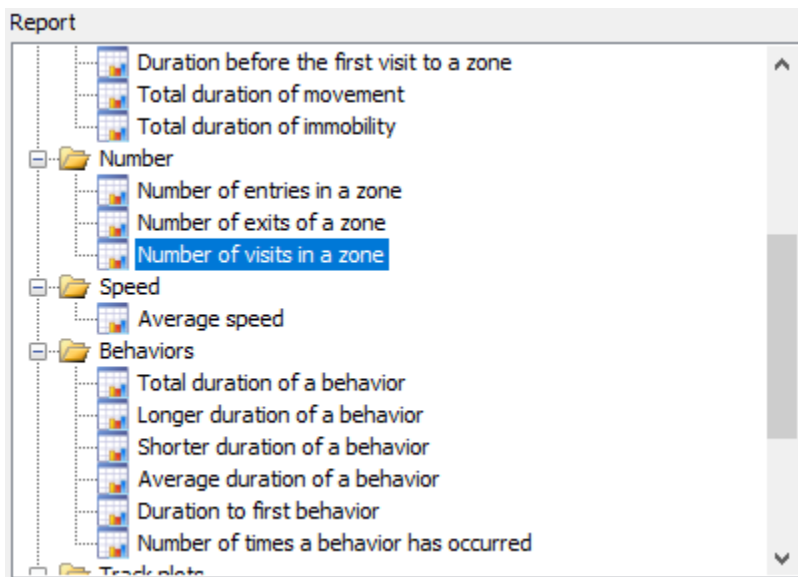 Report
Duration before the first visit to a zone
Total duration of movement
Total duration of immobility
Number
Number of entries in a zone
Number of exits of a zone
Number of visits in a zone
Speed
Average speed
Behaviors
Total duration of a behavior
Longer duration of a behavior
Shorter duration of a behavior
Average duration of a behavior
Duration to first behavior
Number of times a behavior has occurred
Track plots